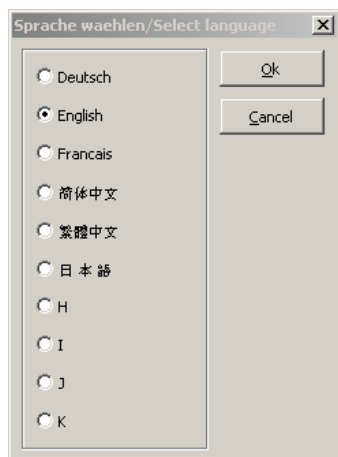 Sprache waehlen/Select language
Deutsch
English
Francais
简体中文
繁體中文
日本語
H
I
J
K
Ok
Cancel